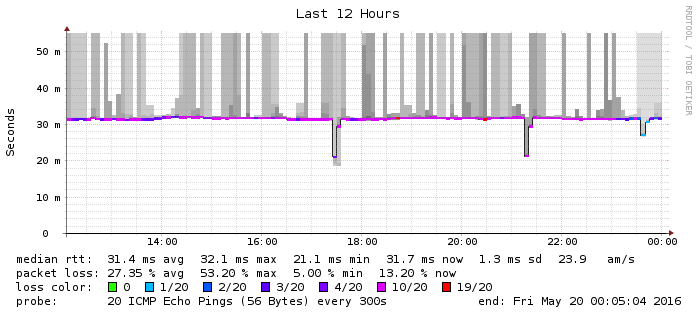 Last 12 Hours
RRDTOOL / TOBI OETIKER
Seconds
50 m
40 m
30 m
20 m
10 m
0
14:00 16:00 18:00 20:00 22:00 00:00
median rtt: 31.4 ms avg 32.1 ms max 21.1 ms min 31.7 ms now 1.3 ms sd 23.9 am/s
packet loss: 27.35 % avg 53.20 % max 5.00 % min 13.20 % now
loss color: 0 1/20 2/20 3/20 4/20 10/20 19/20
probe: 20 ICMP Echo Pings (56 Bytes) every 300s end: Fri May 20 00:05:04 2016